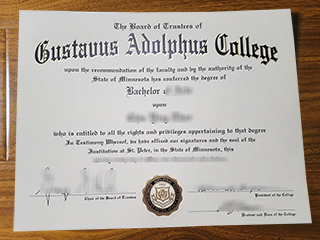 The Board of Trustees of
Gustavus Adolphus College
upon the recommendation of the faculty and by the authority of the
State of Minnesota has conferred the degree of
Bachelor
upon
who is entitled to all the rights and privileges appertaining to that degree
In Testimony Whereof, we have affixed our signatures and the seal of the
Institution at St. Peter, in the State of Minnesota, this
Chair of the Board of Trustees
President of the College
Provost and Dean of the College